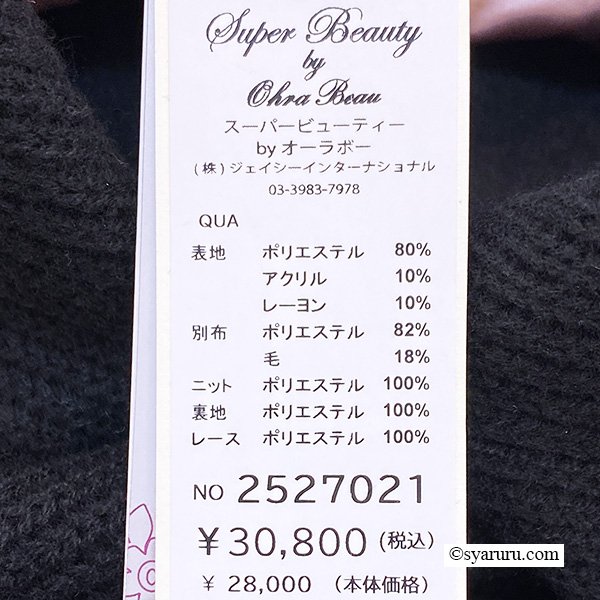 Super Beauty
by
Ohra Beau
スーパービューティー
by オーラボー
(株)ジェイシーインターナショナル
03-3983-7978
QUA
表地 ポリエステル 80%
アクリル 10%
レーヨン 10%
別布 ポリエステル 82%
毛 18%
ニット ポリエステル 100%
裏地 ポリエステル 100%
レース ポリエステル 100%
NO 2527021
¥30,800(税込)
¥ 28,000 (本体価格)
©syaruru.com